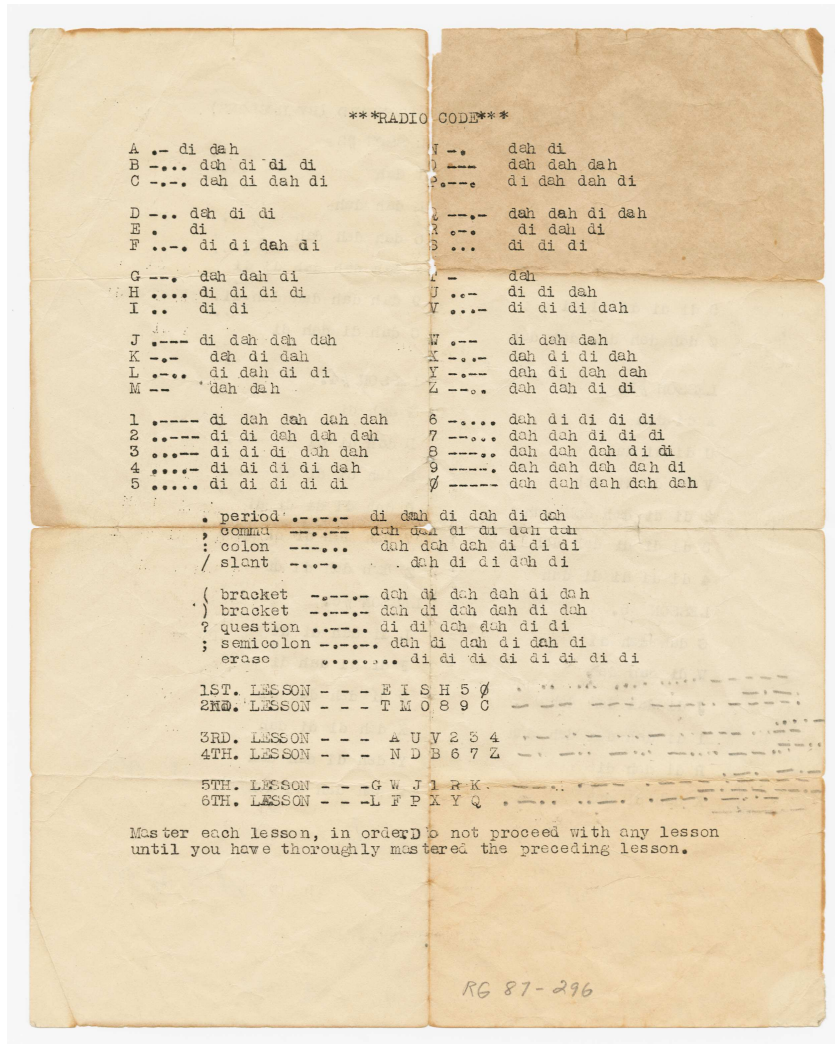 ***RADIO CODE***
A .- di dah
B -... dah di di di
C -.-. dah di dah di
D -.. dah di di
E . di
F ..-. di di dah di
G --. dah dah di
H .... di di di di
I .. di di
J .--- di dah dah dah
K -.- dah di dah
L .-.. di dah di di
M -- dah dah
N -. dah di
O --- dah dah dah
P .--. di dah dah di
Q --.- dah dah di dah
R .-. di dah di
S ... di di di
T - dah
U ..- di di dah
V ...- di di di dah
W .-- di dah dah
X -..- dah di di dah
Y -.-- dah di dah dah
Z --.. dah dah di di
1 .---- di dah dah dah dah
2 ..--- di di dah dah dah
3 ...-- di di di dah dah
4 ....- di di di di dah
5 ..... di di di di di
6 -.... dah di di di di
7 --... dah dah di di di
8 ---.. dah dah dah di di
9 ----. dah dah dah dah di
Ø ----- dah dah dah dah dah
. period .-.-.- di dah di dah di dah
, comma --..-- dah dah di di dah dah
: colon ---... dah dah dah di di di
/ slant -..-. dah di di dah di
( bracket -.--.- dah di dah dah di dah
) bracket -.--.- dah di dah dah di dah
? question ..--.. di di dah dah di di
; semicolon -.-.-. dah di dah di dah di
erase ........ di di di di di di di di
1ST. LESSON - - - E I S H 5 Ø
2ND. LESSON - - - T M O 8 9 C
3RD. LESSON - - - A U V 2 3 4
4TH. LESSON - - - N D B 6 7 Z
5TH. LESSON - - -G W J 1 R K
6TH. LESSON - - -L F P X Y Q
Master each lesson, in orderDo not proceed with any lesson
until you have thoroughly mastered the preceding lesson.
RG 87-296